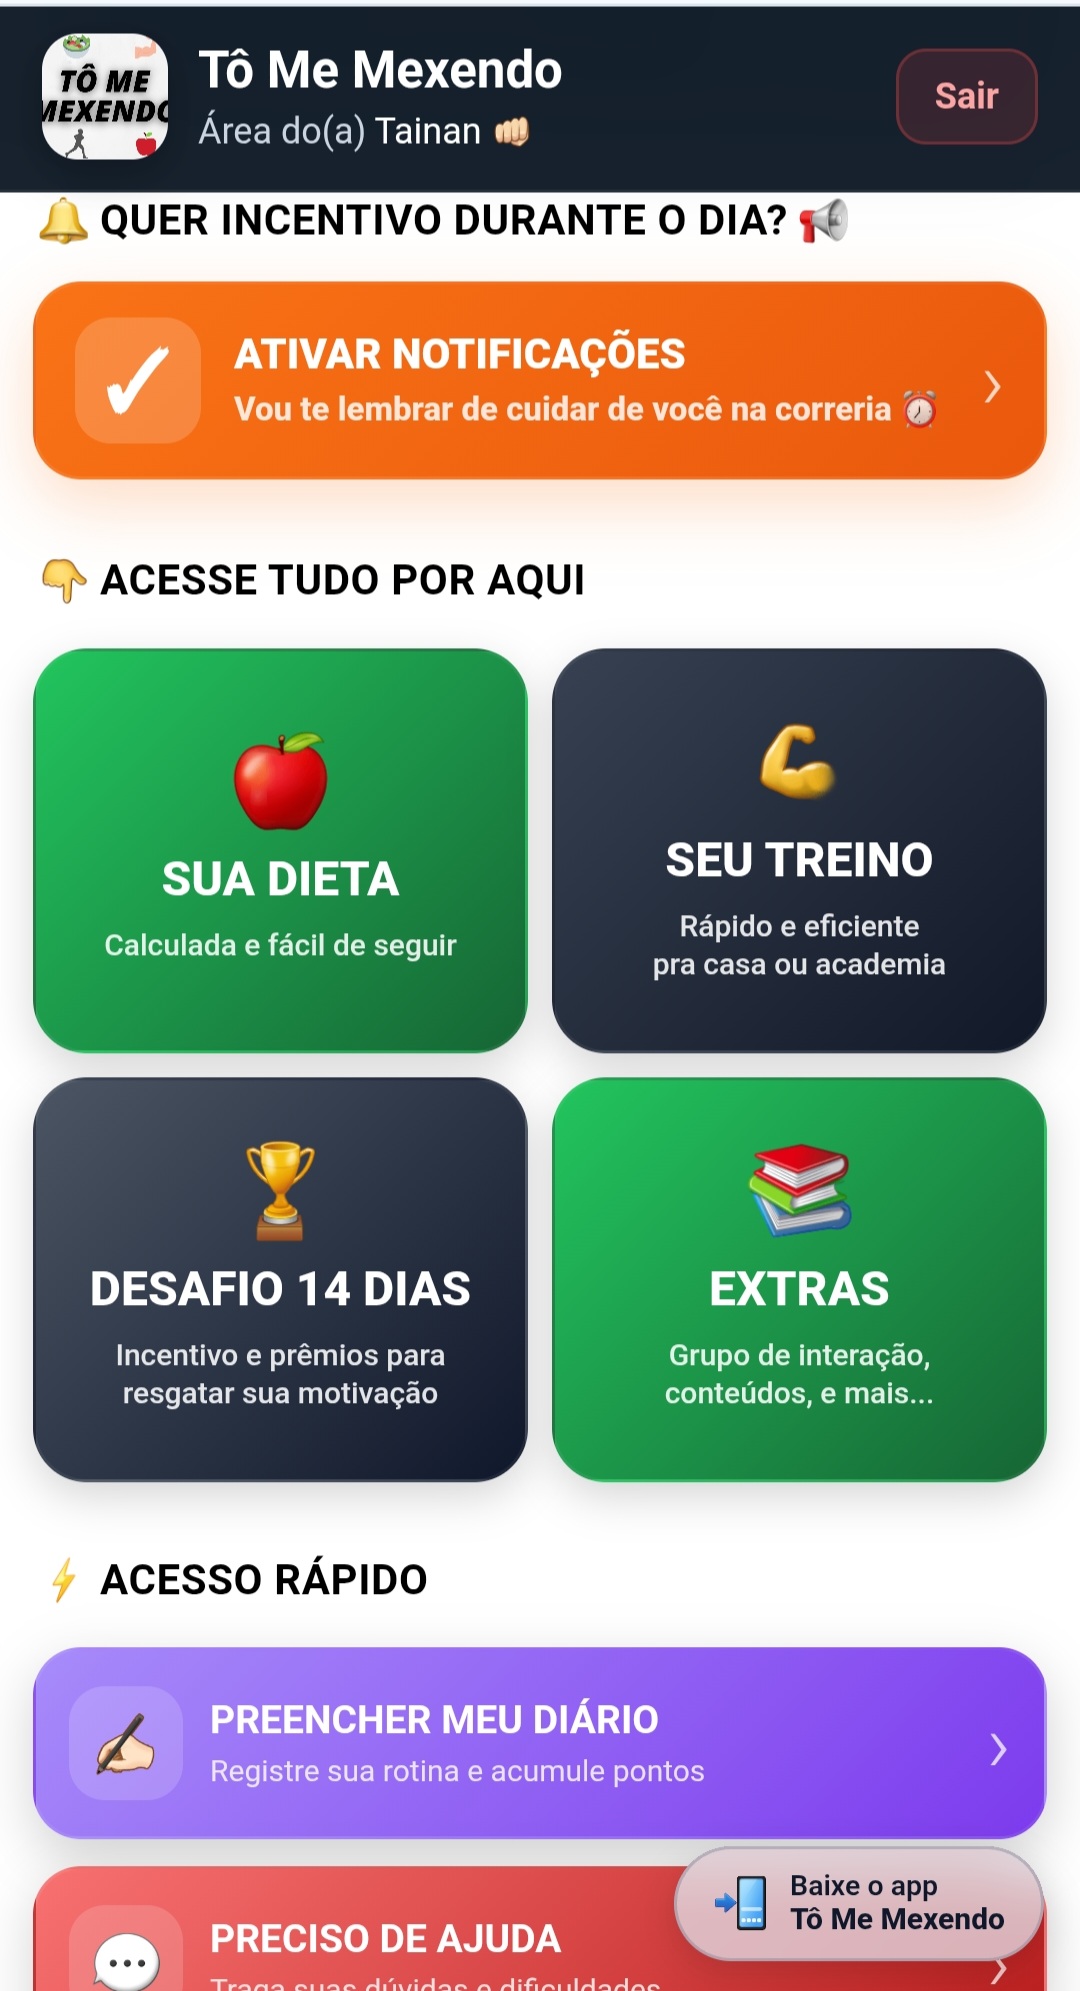 TÔ ME
MEXENDO
Tô Me Mexendo
Área do(a) Tainan
Sair
QUER INCENTIVO DURANTE O DIA?
ATIVAR NOTIFICAÇÕES
Vou te lembrar de cuidar de você na correria
ACESSE TUDO POR AQUI
SUA DIETA
Calculada e fácil de seguir
SEU TREINO
Rápido e eficiente
pra casa ou academia
DESAFIO 14 DIAS
Incentivo e prêmios para
resgatar sua motivação
EXTRAS
Grupo de interação,
conteúdos, e mais...
ACESSO RÁPIDO
PREENCHER MEU DIÁRIO
Registre sua rotina e acumule pontos
Baixe o app
Tô Me Mexendo
PRECISO DE AJUDA
Traga suas dúvidas e dificuldades